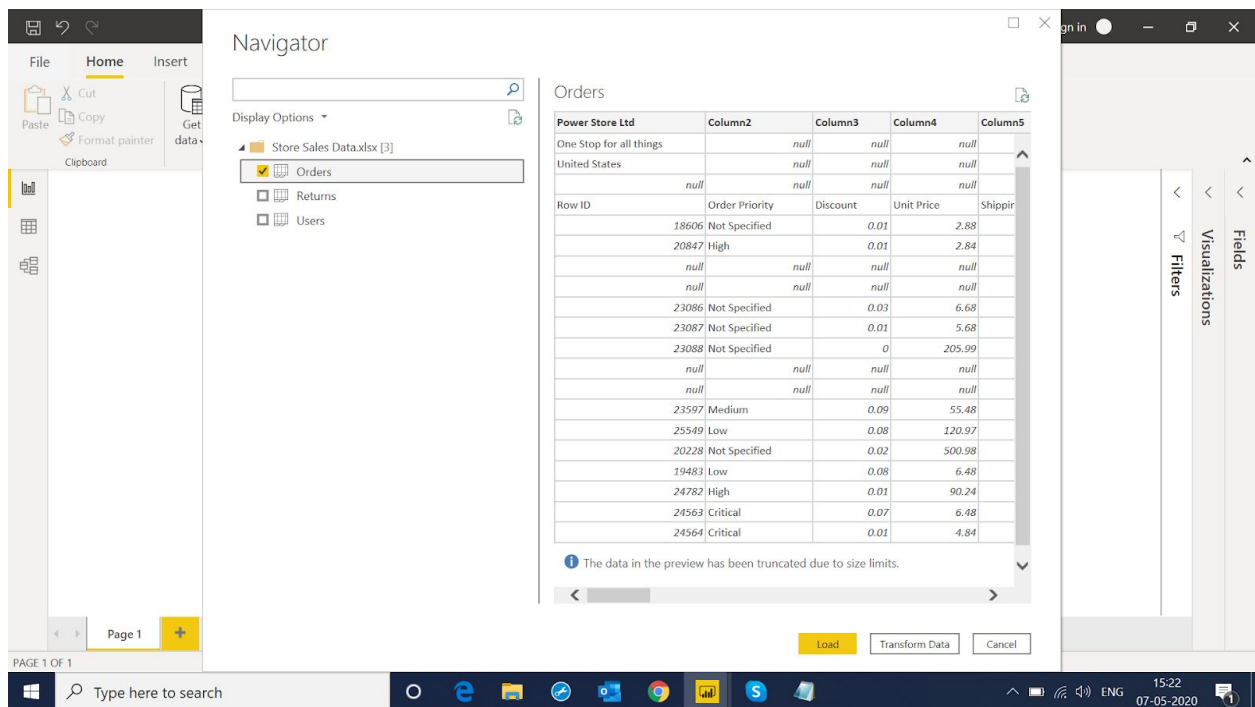 gn in
File Home Insert
Paste
Cut
Copy
Format painter
Get
data
Clipboard
Navigator
Display Options
Store Sales Data.xlsx [3]
Orders
Returns
Users
Orders
Power Store Ltd Column2 Column3 Column4 Column5
One Stop for all things null null null
United States null null null
null null null null
Row ID Order Priority Discount Unit Price Shippin
18606 Not Specified 0.01 2.88
20847 High 0.01 2.84
null null null null
null null null null
23086 Not Specified 0.03 6.68
23087 Not Specified 0.01 5.68
23088 Not Specified 0 205.99
null null null null
null null null null
23597 Medium 0.09 55.48
25549 Low 0.08 120.97
20228 Not Specified 0.02 500.98
19483 Low 0.08 6.48
24782 High 0.01 90.24
24563 Critical 0.07 6.48
24564 Critical 0.01 4.84
The data in the preview has been truncated due to size limits.
Load Transform Data Cancel
Filters
Visualizations
Fields
Page 1
PAGE 1 OF 1
Type here to search
ENG
15:22
07-05-2020
1